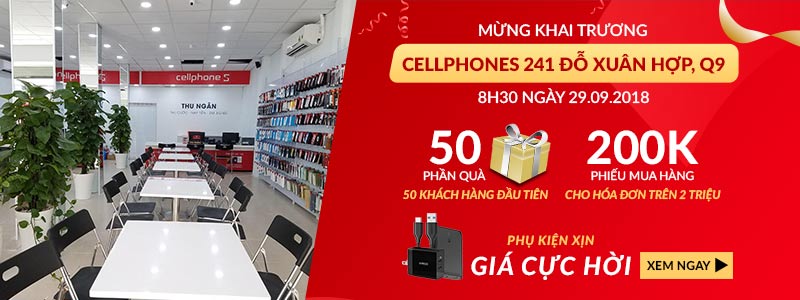 cellphoneS
cellphoneS
THU NGÂN
MỪNG KHAI TRƯƠNG
CELLPHONES 241 ĐỖ XUÂN HỢP, Q9
8H30 NGÀY 29.09.2018
50
PHẦN QUÀ
50 KHÁCH HÀNG ĐẦU TIÊN
200K
PHIẾU MUA HÀNG
CHO HÓA ĐƠN TRÊN 2 TRIỆU
PHỤ KIỆN XỊN
GIÁ CỰC HỜI
XEM NGAY